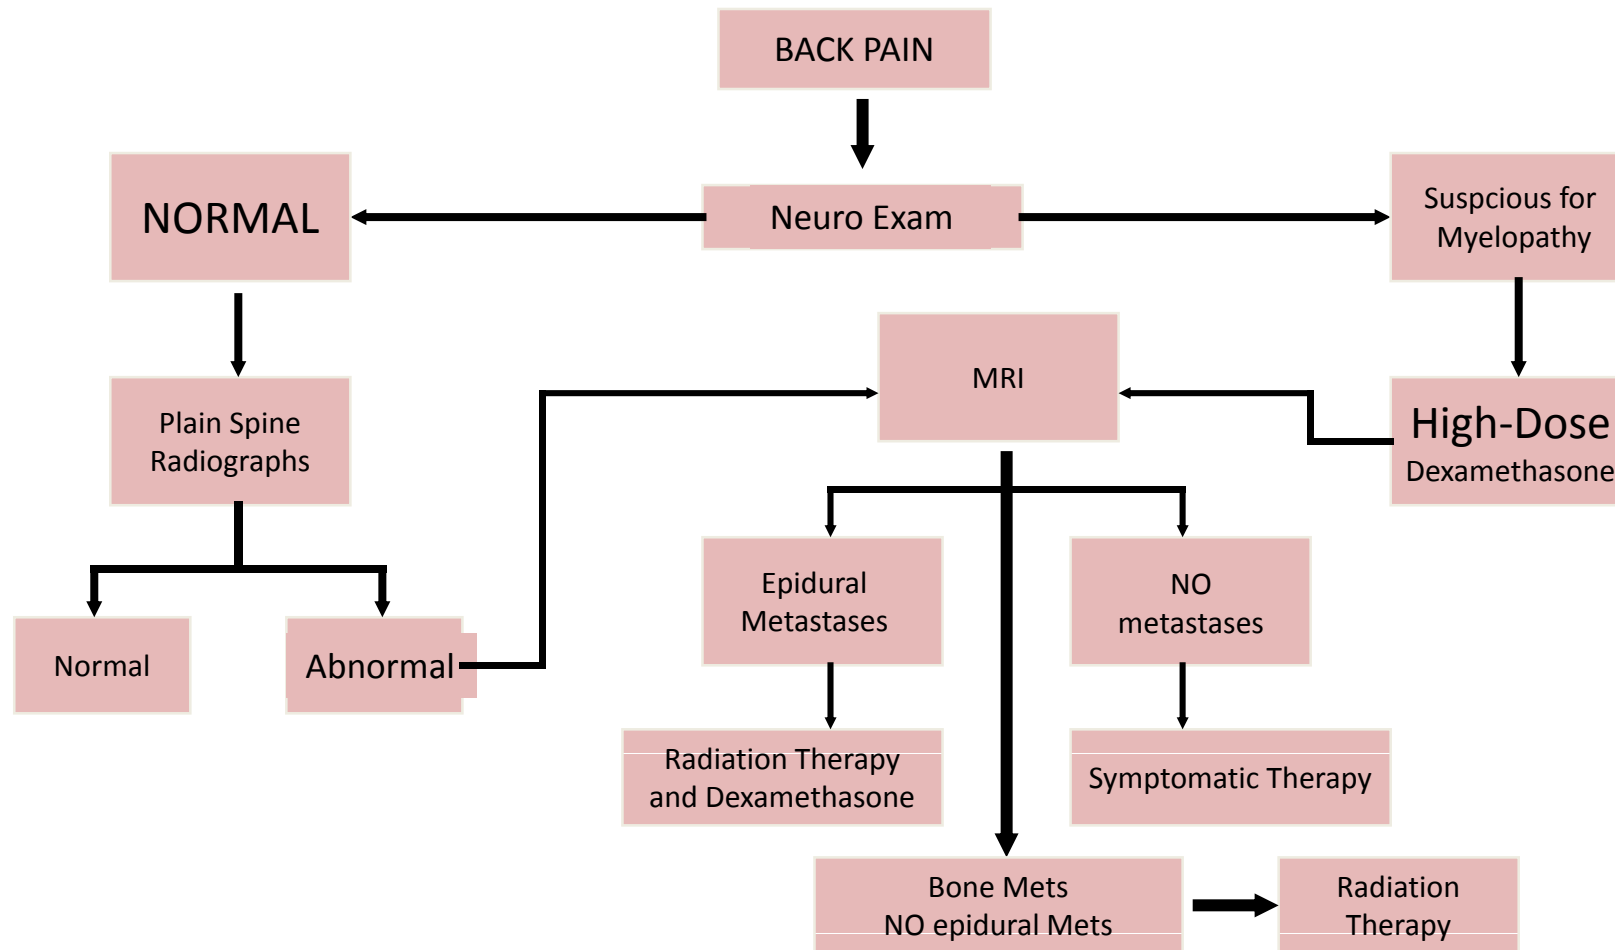 BACK PAIN
NORMAL
Neuro Exam
Suspcious for
Myelopathy
MRI
Plain Spine
Radiographs
High-Dose
Dexamethasone
Epidural
Metastases
NO
metastases
Normal
Abnormal
Radiation Therapy
and Dexamethasone
Symptomatic Therapy
Bone Mets
NO epidural Mets
Radiation
Therapy